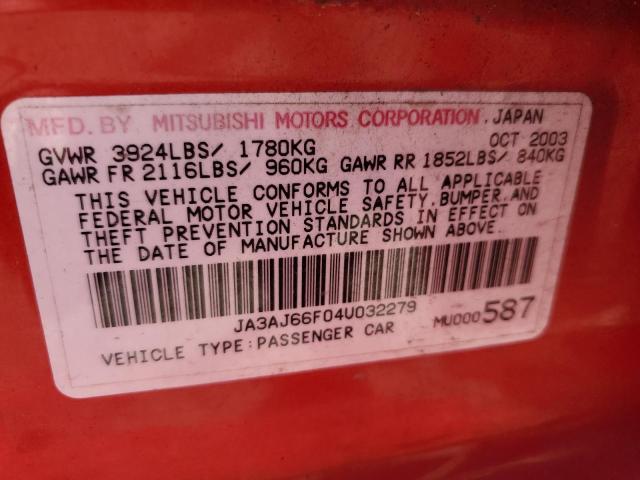 MFD. BY MITSUBISHI MOTORS CORPORATION, JAPAN
GVWR 3924LBS/ 1780KG OCT 2003
GAWR FR 2116LBS/ 960KG GAWR RR 1852LBS/ 840KG
THIS VEHICLE CONFORMS TO ALL APPLICABLE
FEDERAL MOTOR VEHICLE SAFETY, BUMPER, AND
THEFT PREVENTION STANDARDS IN EFFECT ON
THE DATE OF MANUFACTURE SHOWN ABOVE.
JA3AJ66F04U032279
VEHICLE TYPE:PASSENGER CAR MU000587